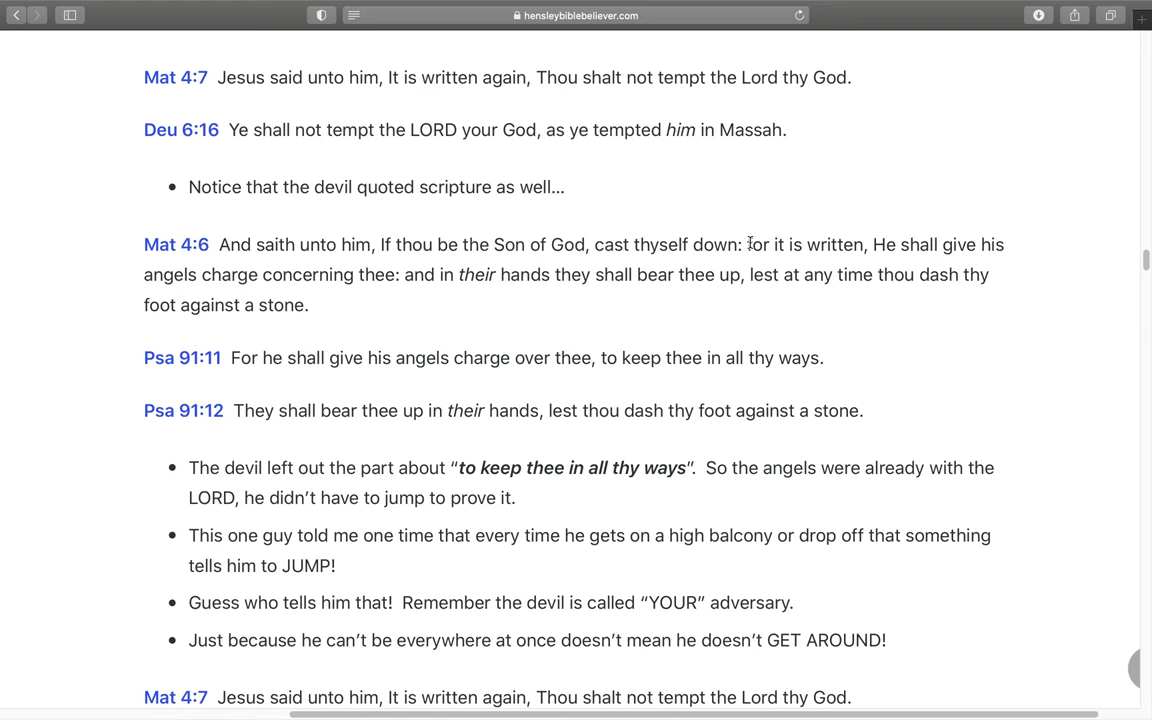 hensleybiblebeliever.com
Mat 4:7 Jesus said unto him, It is written again, Thou shalt not tempt the Lord thy God.
Deu 6:16 Ye shall not tempt the LORD your God, as ye tempted him in Massah.
• Notice that the devil quoted scripture as well...
Mat 4:6 And saith unto him, If thou be the Son of God, cast thyself down: for it is written, He shall give his
angels charge concerning thee: and in their hands they shall bear thee up, lest at any time thou dash thy
foot against a stone.
Psa 91:11 For he shall give his angels charge over thee, to keep thee in all thy ways.
Psa 91:12 They shall bear thee up in their hands, lest thou dash thy foot against a stone.
• The devil left out the part about “to keep thee in all thy ways”. So the angels were already with the
LORD, he didn’t have to jump to prove it.
• This one guy told me one time that every time he gets on a high balcony or drop off that something
tells him to JUMP!
• Guess who tells him that! Remember the devil is called “YOUR” adversary.
• Just because he can’t be everywhere at once doesn’t mean he doesn’t GET AROUND!
Mat 4:7 Jesus said unto him, It is written again, Thou shalt not tempt the Lord thy God.